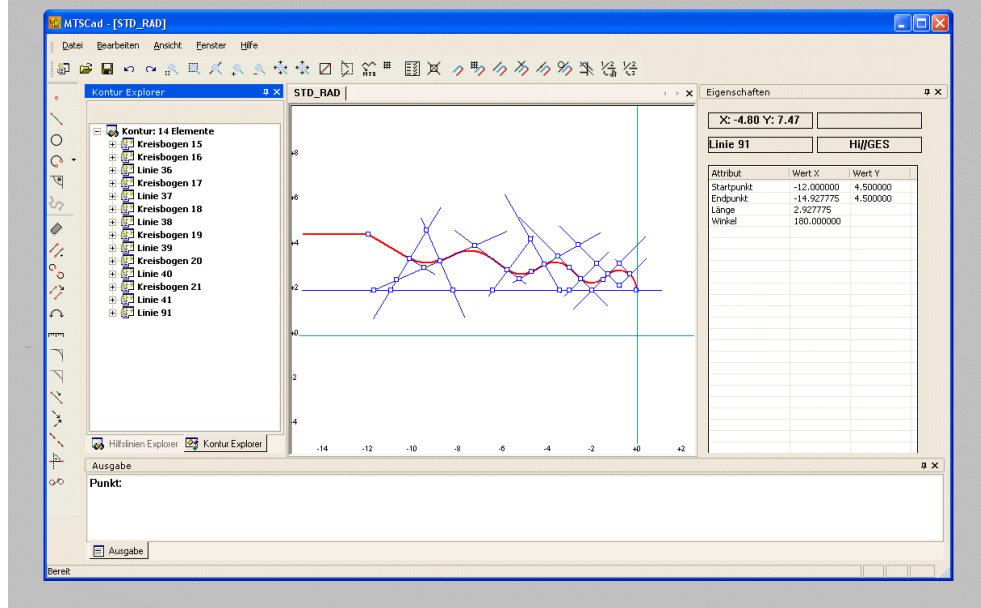 MTSCad - [STD_RAD]
Datei Bearbeiten Ansicht Fenster Hilfe
Kontur Explorer
STD_RAD
Eigenschaften
X: -4.80 Y: 7.47
Linie 91
Hi//GES
Kontur: 14 Elemente
Kreisbogen 15
Kreisbogen 16
Linie 36
Kreisbogen 17
Linie 37
Kreisbogen 18
Linie 38
Kreisbogen 19
Linie 39
Kreisbogen 20
Linie 40
Kreisbogen 21
Linie 41
Linie 91
+8
+6
+4
+2
+0
-2
-4
-14 -12 -10 -8 -6 -4 -2 +0 +2
Attribut Wert X Wert Y
Startpunkt -12.000000 4.500000
Endpunkt -14.927775 4.500000
Länge 2.927775
Winkel 180.000000
Hilfslinien Explorer Kontur Explorer
Ausgabe
Punkt:
Ausgabe
Bereit